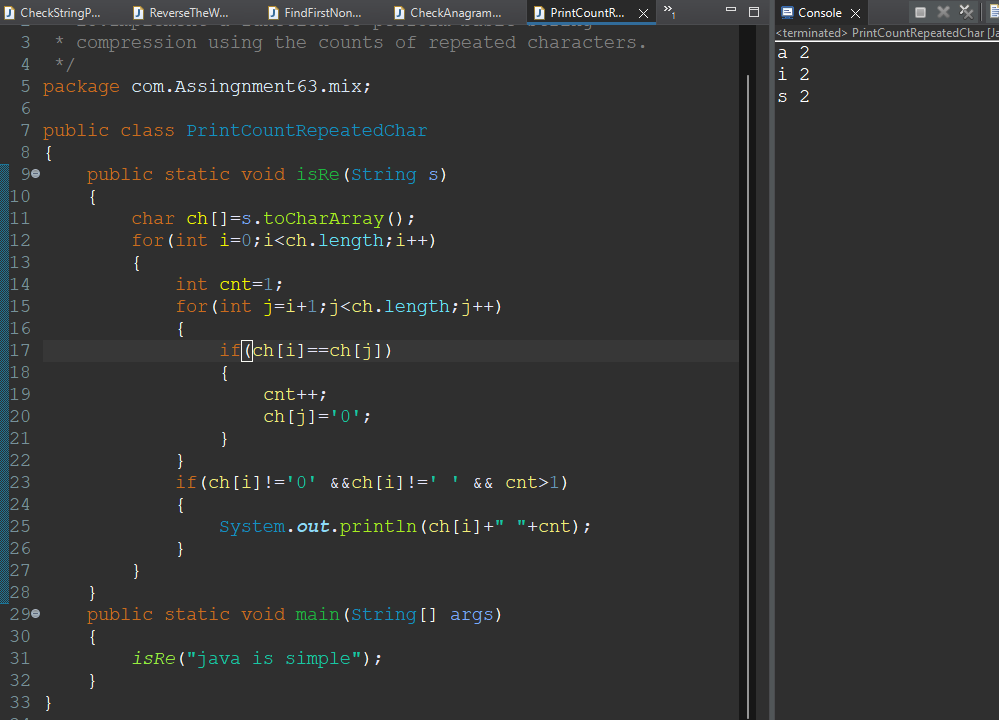 CheckStringP... ReverseTheW... FindFirstNon... CheckAnagram... PrintCountR... »1
3 * compression using the counts of repeated characters.
4 */
5 package com.Assingnment63.mix;
6
7 public class PrintCountRepeatedChar
8 {
9 public static void isRe(String s)
10 {
11 char ch[]=s.toCharArray();
12 for(int i=0;i<ch.length;i++)
13 {
14 int cnt=1;
15 for(int j=i+1;j<ch.length;j++)
16 {
17 if(ch[i]==ch[j])
18 {
19 cnt++;
20 ch[j]='0';
21 }
22 }
23 if(ch[i]!='0' &&ch[i]!=' ' && cnt>1)
24 {
25 System.out.println(ch[i]+" "+cnt);
26 }
27 }
28 }
29 public static void main(String[] args)
30 {
31 isRe("java is simple");
32 }
33 }
Console
<terminated> PrintCountRepeatedChar [Ja
a 2
i 2
s 2